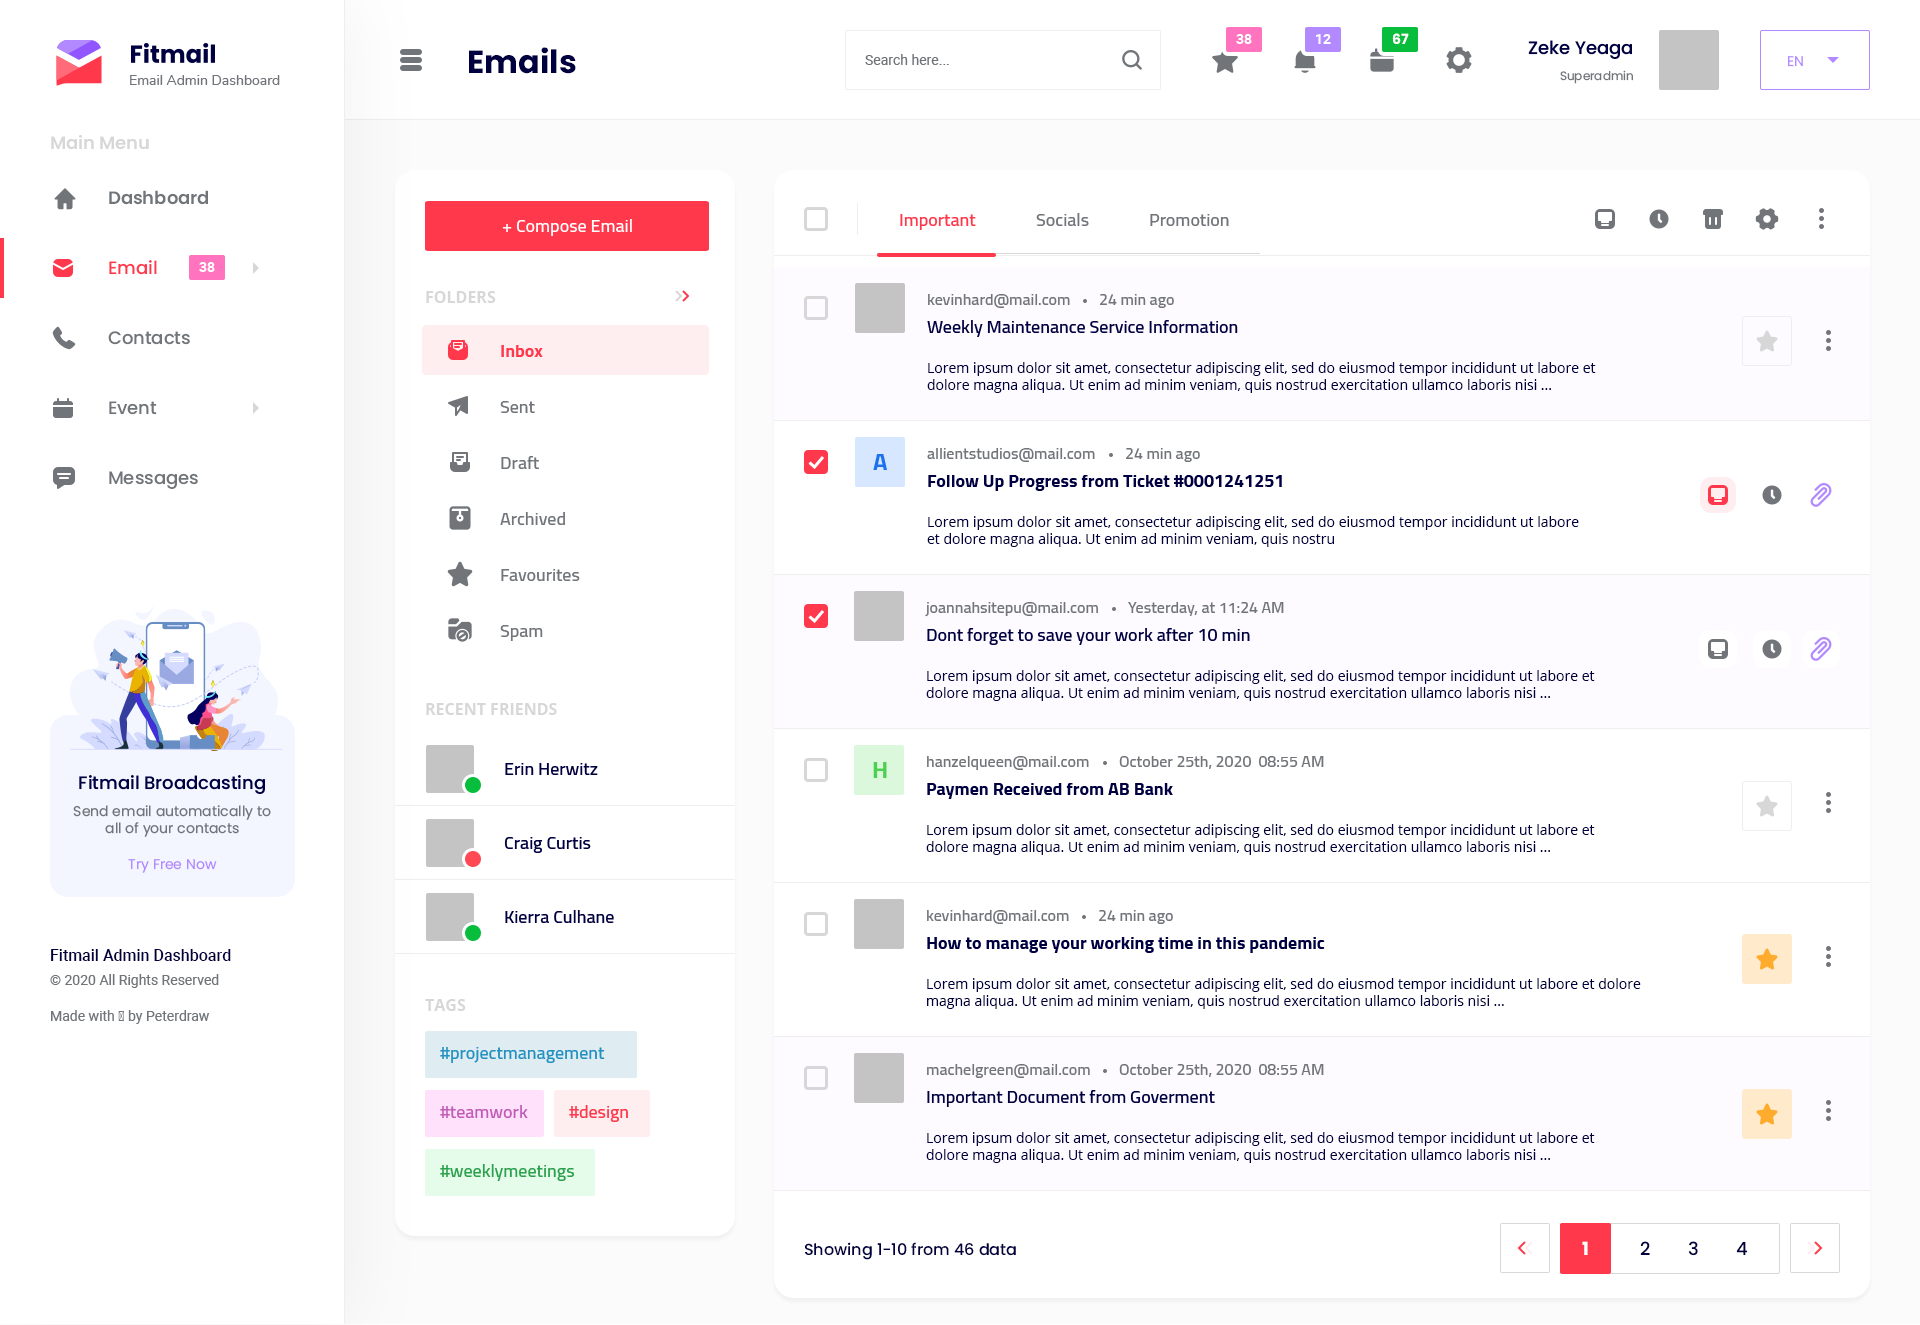 Fitmail
Email Admin Dashboard
Main Menu
Dashboard
Email 38
Contacts
Event
Messages
Fitmail Broadcasting
Send email automatically to
all of your contacts
Try Free Now
Fitmail Admin Dashboard
© 2020 All Rights Reserved
Made with by Peterdraw
Emails
Search here...
38
12
67
Zeke Yeaga
Superadmin
EN
+ Compose Email
FOLDERS
Inbox
Sent
Draft
Archived
Favourites
Spam
RECENT FRIENDS
Erin Herwitz
Craig Curtis
Kierra Culhane
TAGS
#projectmanagement
#teamwork #design
#weeklymeetings
Important Socials Promotion
kevinhard@mail.com • 24 min ago
Weekly Maintenance Service Information
Lorem ipsum dolor sit amet, consectetur adipiscing elit, sed do eiusmod tempor incididunt ut labore et
dolore magna aliqua. Ut enim ad minim veniam, quis nostrud exercitation ullamco laboris nisi ...
A
allientstudios@mail.com • 24 min ago
Follow Up Progress from Ticket #0001241251
Lorem ipsum dolor sit amet, consectetur adipiscing elit, sed do eiusmod tempor incididunt ut labore
et dolore magna aliqua. Ut enim ad minim veniam, quis nostru
joannahsitepu@mail.com • Yesterday, at 11:24 AM
Dont forget to save your work after 10 min
Lorem ipsum dolor sit amet, consectetur adipiscing elit, sed do eiusmod tempor incididunt ut labore et
dolore magna aliqua. Ut enim ad minim veniam, quis nostrud exercitation ullamco laboris nisi ...
H
hanzelqueen@mail.com • October 25th, 2020 08:55 AM
Paymen Received from AB Bank
Lorem ipsum dolor sit amet, consectetur adipiscing elit, sed do eiusmod tempor incididunt ut labore et
dolore magna aliqua. Ut enim ad minim veniam, quis nostrud exercitation ullamco laboris nisi ...
kevinhard@mail.com • 24 min ago
How to manage your working time in this pandemic
Lorem ipsum dolor sit amet, consectetur adipiscing elit, sed do eiusmod tempor incididunt ut labore et dolore
magna aliqua. Ut enim ad minim veniam, quis nostrud exercitation ullamco laboris nisi ...
machelgreen@mail.com • October 25th, 2020 08:55 AM
Important Document from Goverment
Lorem ipsum dolor sit amet, consectetur adipiscing elit, sed do eiusmod tempor incididunt ut labore et
dolore magna aliqua. Ut enim ad minim veniam, quis nostrud exercitation ullamco laboris nisi ...
Showing 1-10 from 46 data
1 2 3 4